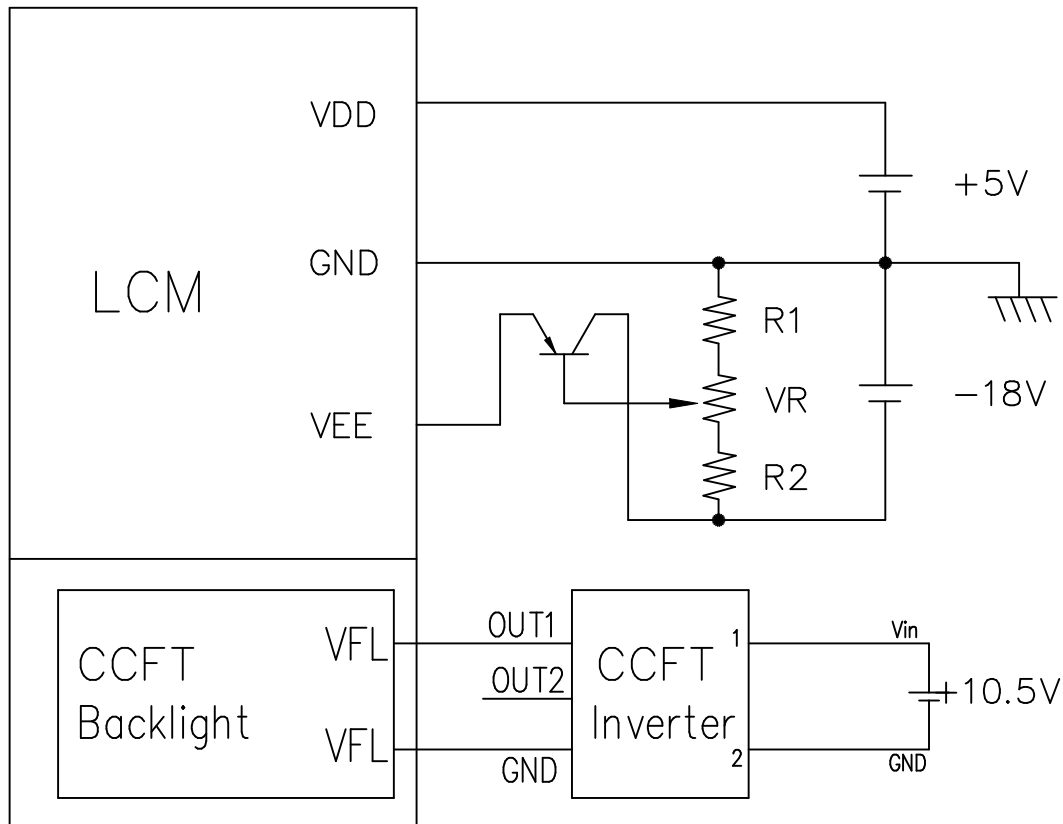 VDD
+5V
GND
LCM
R1
VR
-18V
VEE
R2
OUT1
Vin
VFL
1
CCFT
Backlight
OUT2
CCFT
Inverter
+10.5V
VFL
2
GND
GND